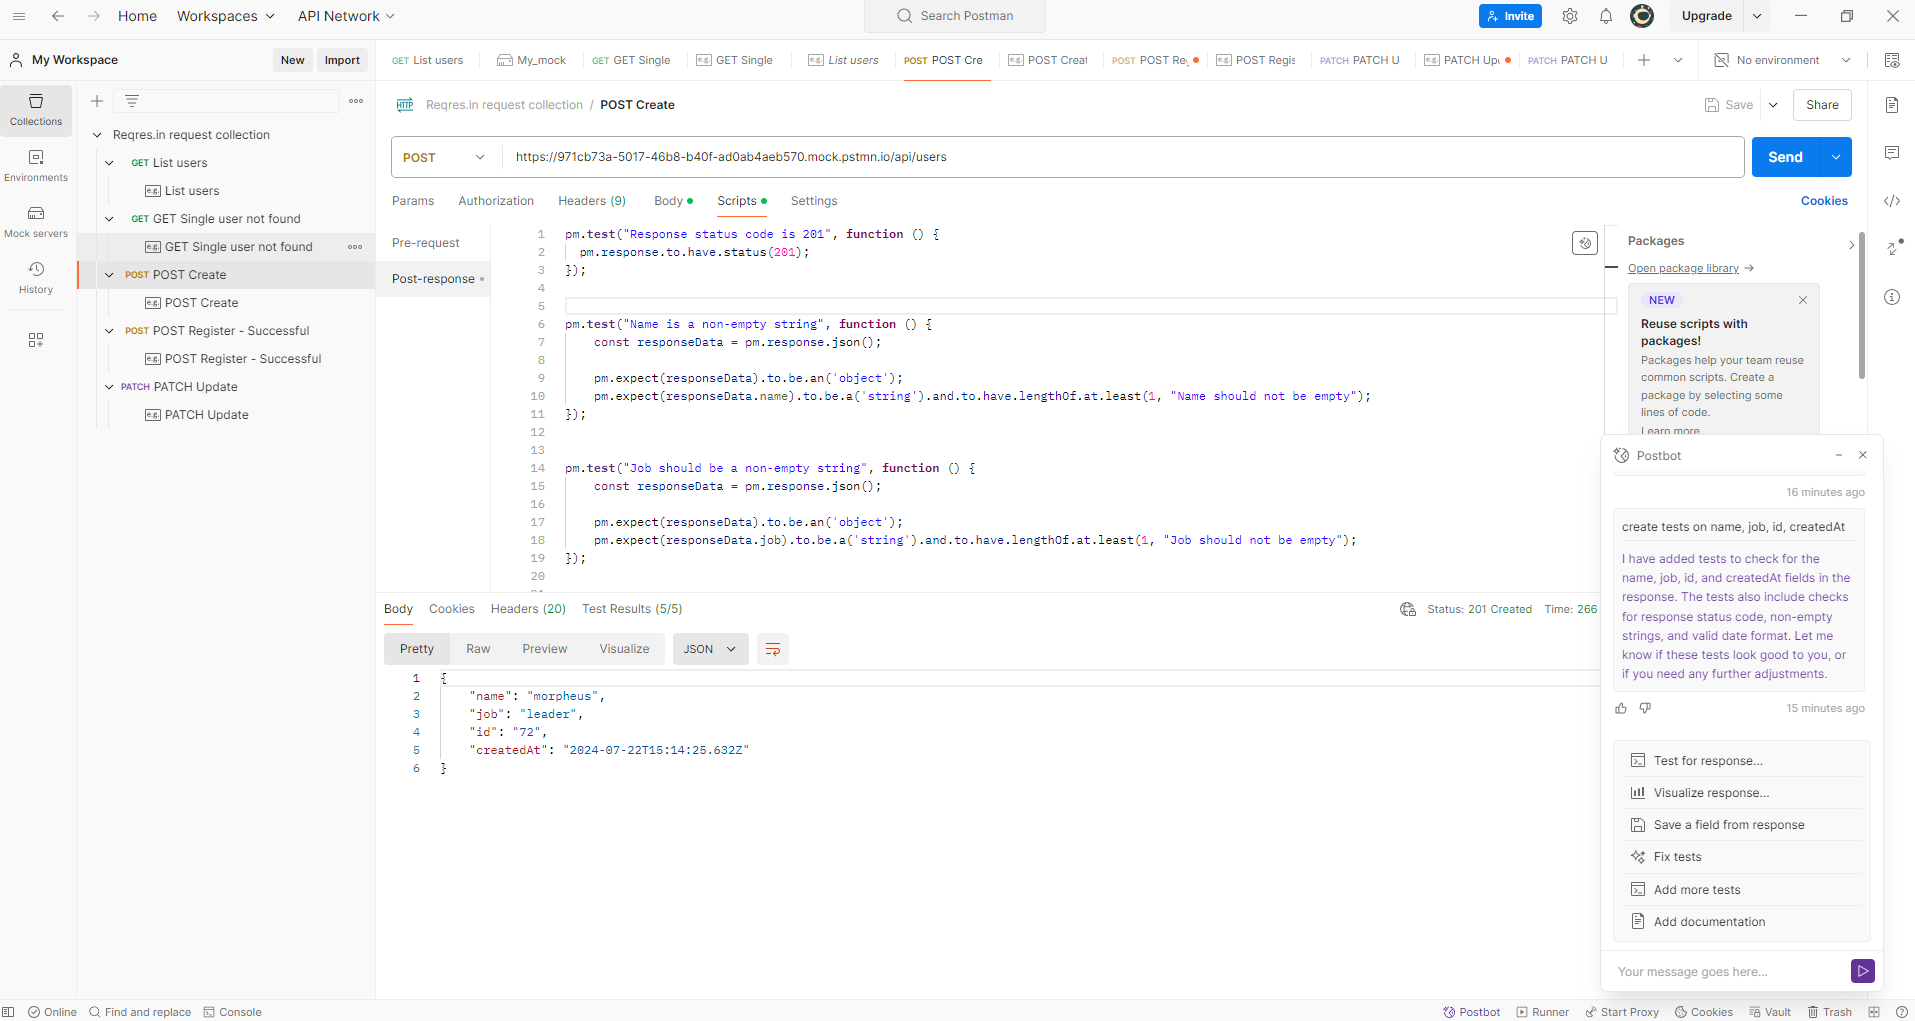 Home Workspaces API Network Search Postman Invite Upgrade
My Workspace New Import
GET List users My_mock GET GET Single e.g. GET Single e.g. List users POST POST Cre e.g. POST Creat POST POST Re e.g. POST Regis PATCH PATCH U e.g. PATCH Up PATCH PATCH U No environment
Collections
Environments
Mock servers
History
Reqres.in request collection
GET List users
e.g. List users
GET GET Single user not found
e.g. GET Single user not found
POST POST Create
e.g. POST Create
POST POST Register - Successful
e.g. POST Register - Successful
PATCH PATCH Update
e.g. PATCH Update
HTTP Reqres.in request collection / POST Create Save Share
POST https://971cb73a-5017-46b8-b40f-ad0ab4aeb570.mock.pstmn.io/api/users Send
Params Authorization Headers (9) Body Scripts Settings Cookies
Pre-request
Post-response
1 pm.test("Response status code is 201", function () {
2 pm.response.to.have.status(201);
3 });
4
5
6 pm.test("Name is a non-empty string", function () {
7 const responseData = pm.response.json();
8
9 pm.expect(responseData).to.be.an('object');
10 pm.expect(responseData.name).to.be.a('string').and.to.have.lengthOf.at.least(1, "Name should not be empty");
11 });
12
13
14 pm.test("Job should be a non-empty string", function () {
15 const responseData = pm.response.json();
16
17 pm.expect(responseData).to.be.an('object');
18 pm.expect(responseData.job).to.be.a('string').and.to.have.lengthOf.at.least(1, "Job should not be empty");
19 });
20
Packages
Open package library →
NEW
Reuse scripts with
packages!
Packages help your team reuse
common scripts. Create a
package by selecting some
lines of code.
Learn more.
Body Cookies Headers (20) Test Results (5/5) Status: 201 Created Time: 266
Pretty Raw Preview Visualize JSON
1 {
2 "name": "morpheus",
3 "job": "leader",
4 "id": "72",
5 "createdAt": "2024-07-22T15:14:25.632Z"
6 }
Postbot
16 minutes ago
create tests on name, job, id, createdAt
I have added tests to check for the
name, job, id, and createdAt fields in the
response. The tests also include checks
for response status code, non-empty
strings, and valid date format. Let me
know if these tests look good to you, or
if you need any further adjustments.
15 minutes ago
Test for response...
Visualize response...
Save a field from response
Fix tests
Add more tests
Add documentation
Your message goes here...
Online Find and replace Console Postbot Runner Start Proxy Cookies Vault Trash